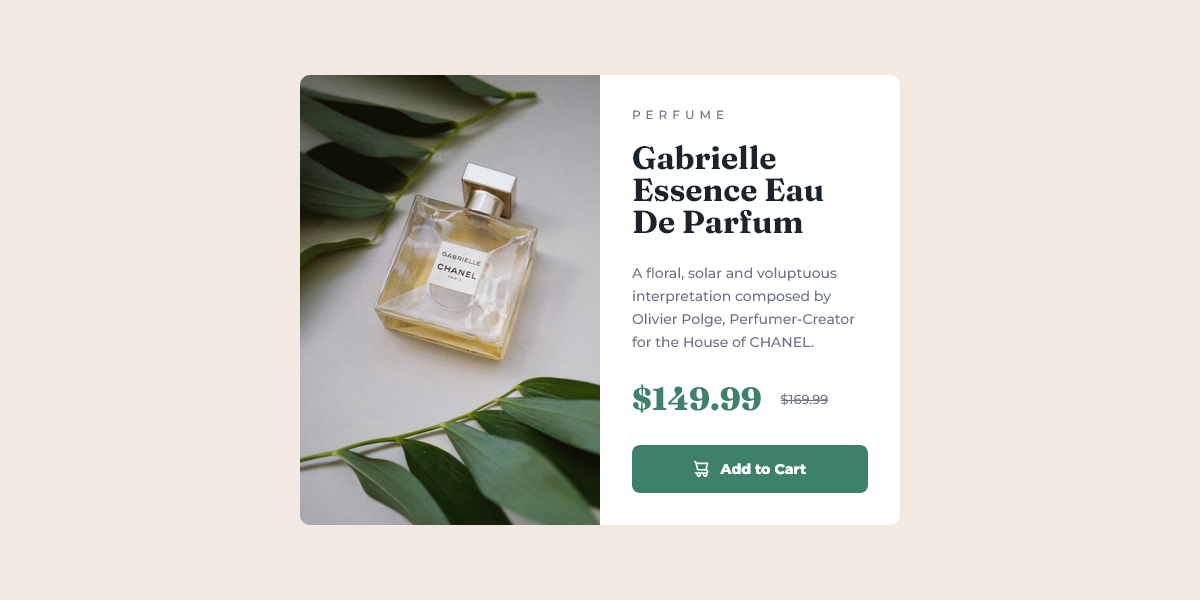 GABRIELLE
CHANEL
PARIS
PERFUME
Gabrielle
Essence Eau
De Parfum
A floral, solar and voluptuous
interpretation composed by
Olivier Polge, Perfumer-Creator
for the House of CHANEL.
$149.99 $169.99
Add to Cart